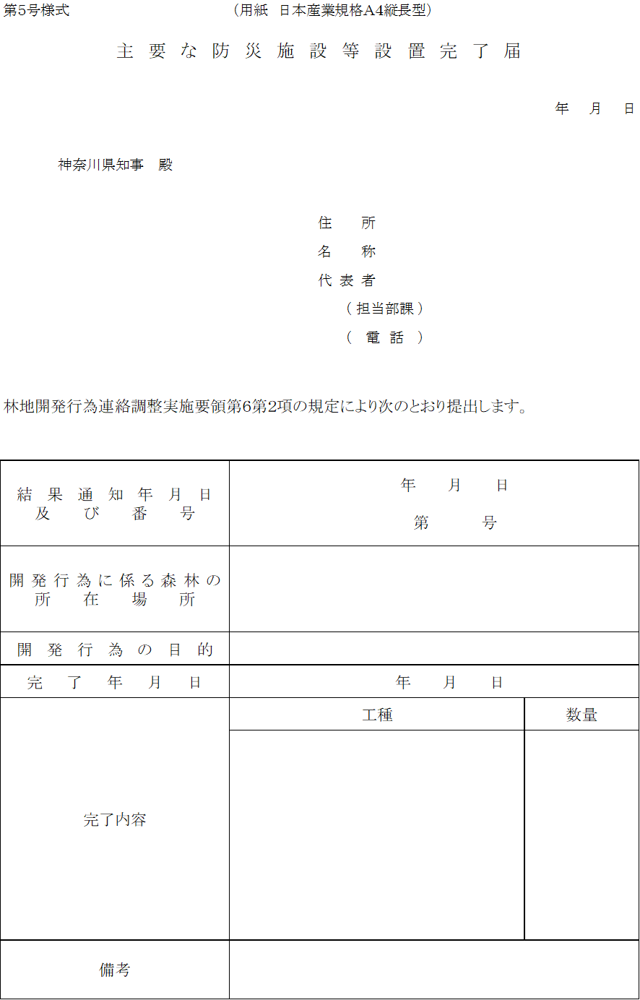 第5号様式 （用紙 日本産業規格A4縦長型）
主要な防災施設等設置完了届
年 月 日
神奈川県知事 殿
住 所
名 称
代 表 者
（ 担当部課 ）
（ 電 話 ）
林地開発行為連絡調整実施要領第6第2項の規定により次のとおり提出します。
結 果 通 知 年 月 日
及 び 番 号
年 月 日
第 号
開 発 行 為 に 係 る 森 林 の
所 在 場 所
開 発 行 為 の 目 的
完 了 年 月 日
年 月 日
完了内容
工種
数量
備考